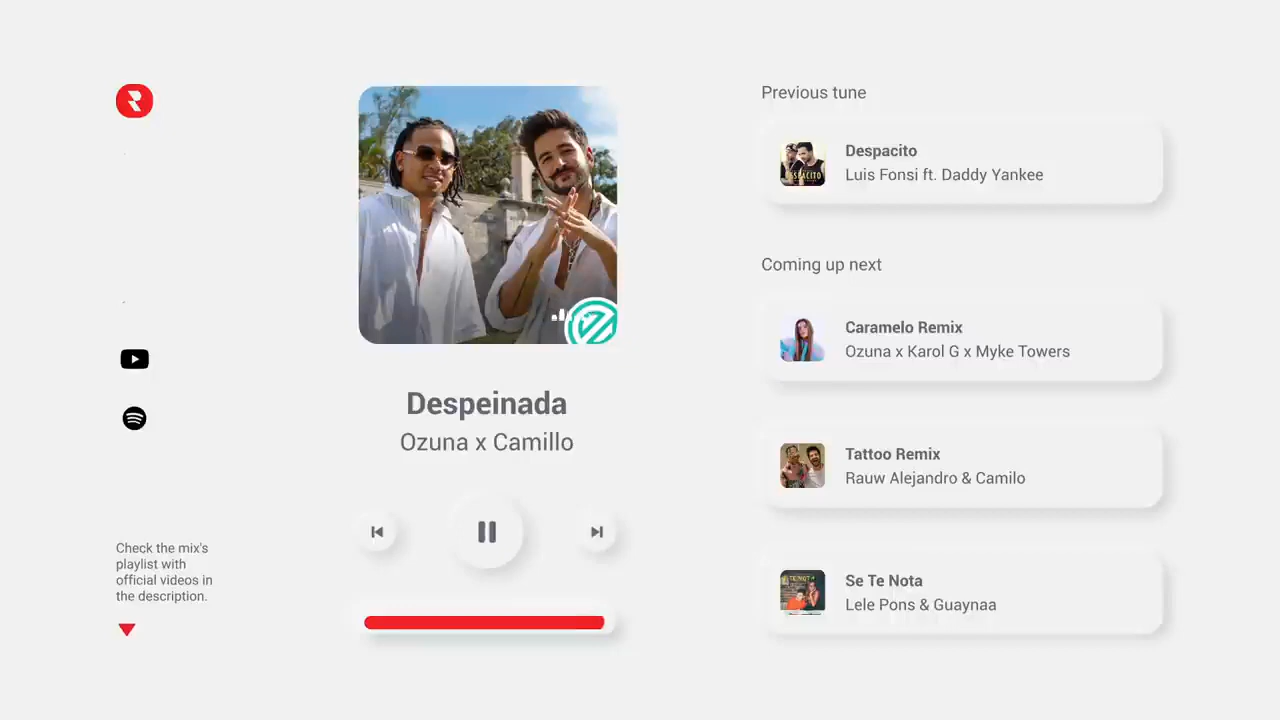 Previous tune
Despacito
Luis Fonsi ft. Daddy Yankee
Coming up next
Caramelo Remix
Ozuna x Karol G x Myke Towers
Tattoo Remix
Rauw Alejandro & Camilo
Se Te Nota
Lele Pons & Guaynaa
Despeinada
Ozuna x Camillo
Check the mix's
playlist with
official videos in
the description.